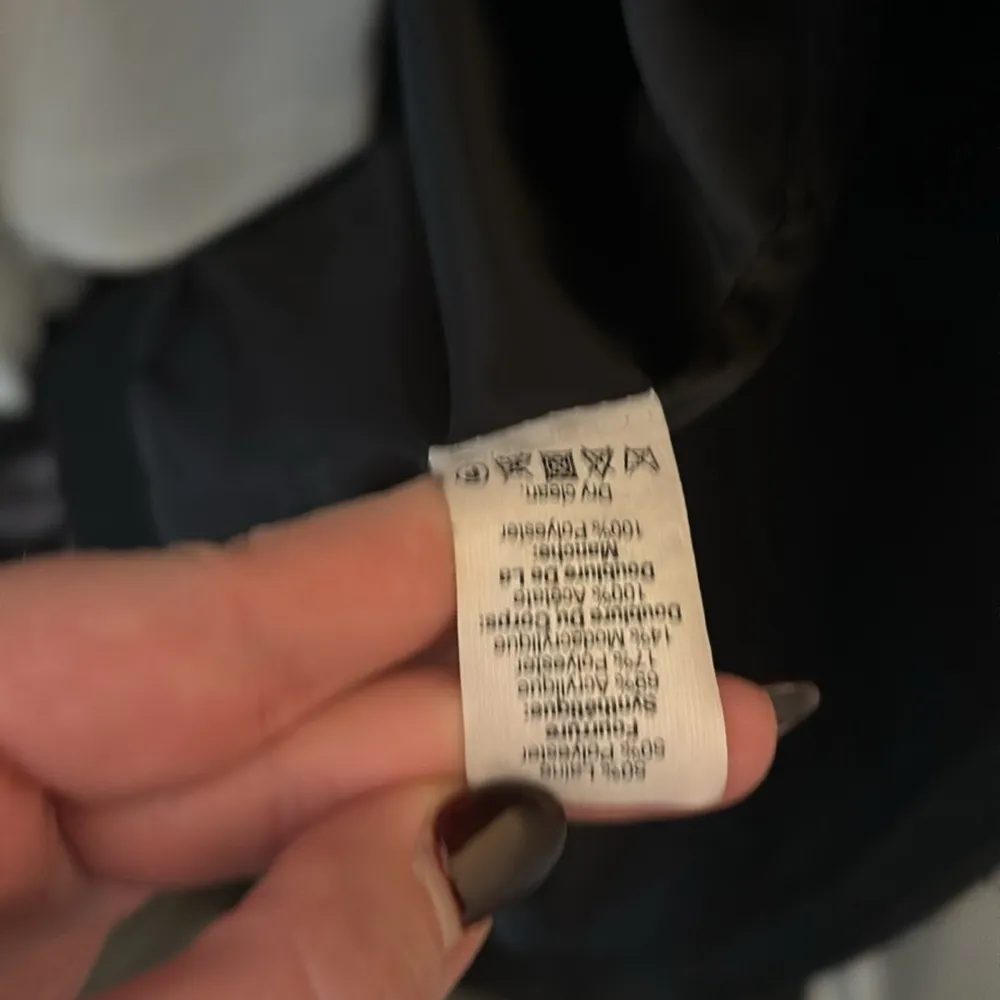 50% Laine
50% Polyester
Fourrure
Synthétique:
69% Acrylique
17% Polyester
14% Modacrylique
Doublure Du Corps:
100% Acétate
Doublure De La
Manche:
100% Polyester
Dry clean.